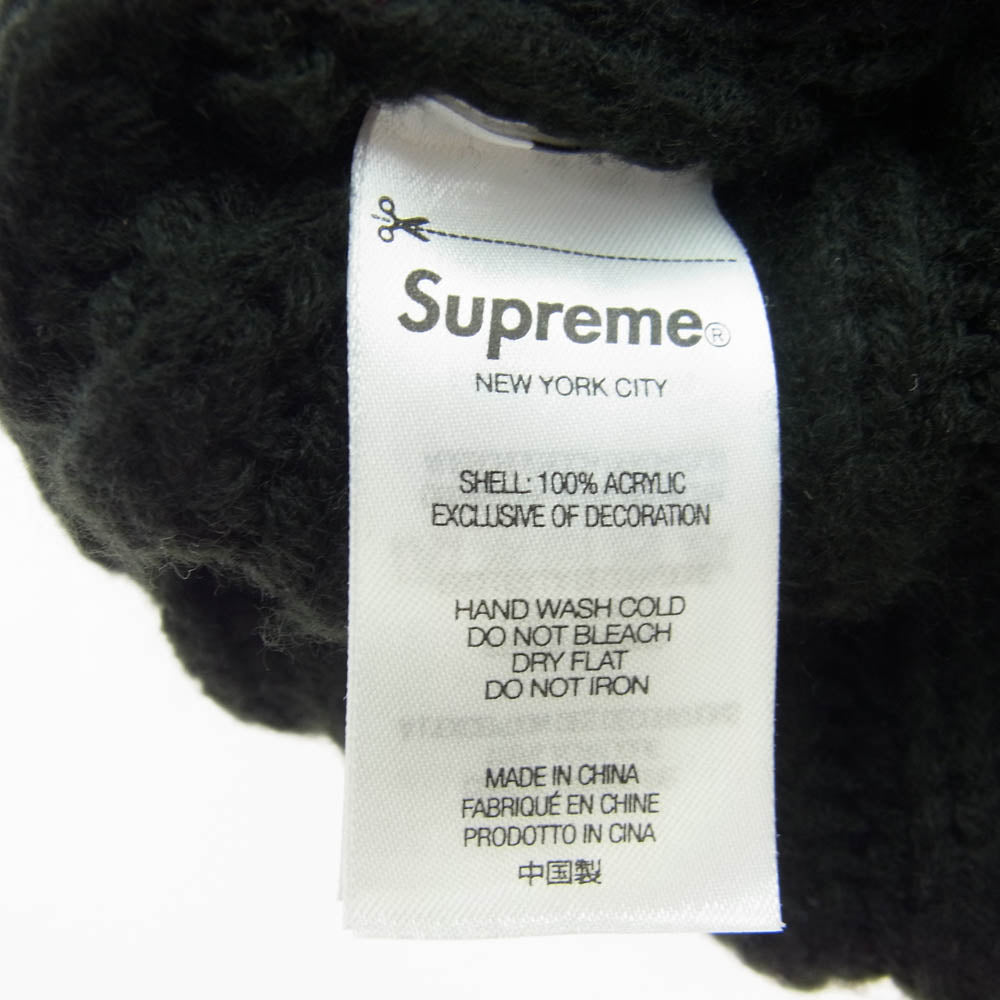 Supreme®
NEW YORK CITY
SHELL: 100% ACRYLIC
EXCLUSIVE OF DECORATION
HAND WASH COLD
DO NOT BLEACH
DRY FLAT
DO NOT IRON
MADE IN CHINA
FABRIQUÉ EN CHINE
PRODOTTO IN CINA
中国製